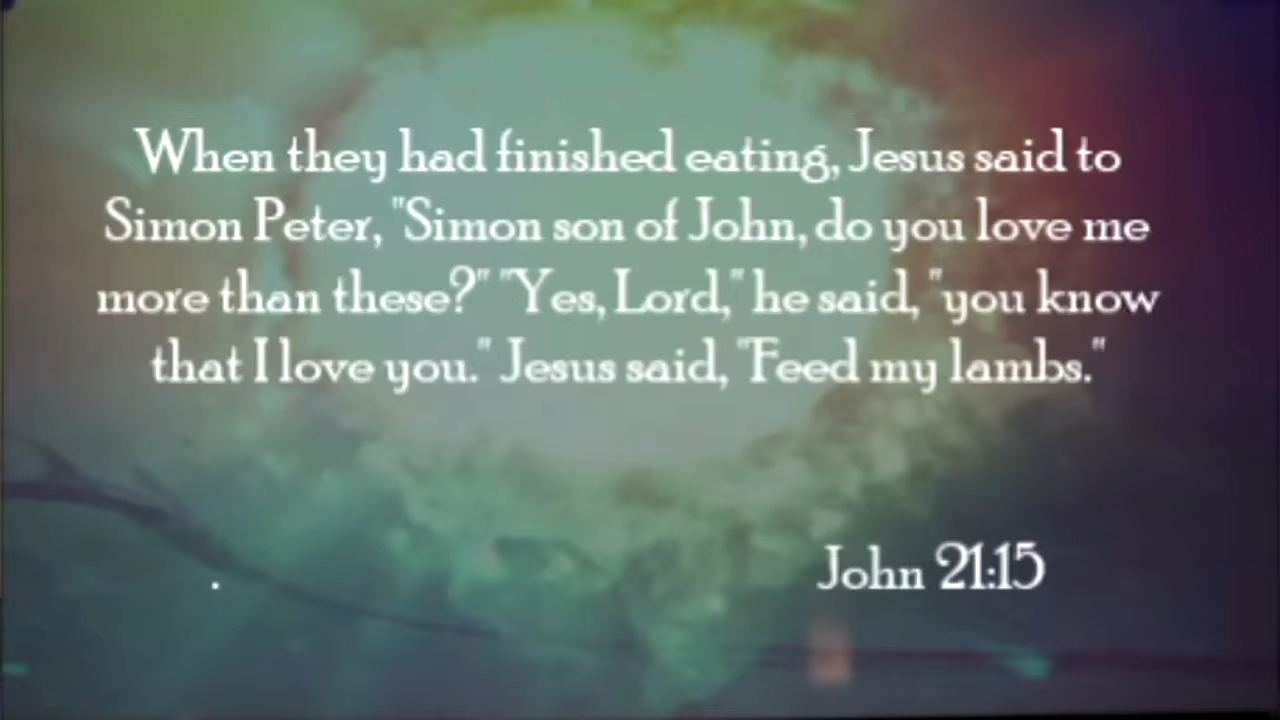 When they had finished eating, Jesus said to
Simon Peter, "Simon son of John, do you love me
more than these?" "Yes, Lord," he said, "you know
that I love you." Jesus said, "Feed my lambs."
John 21:15
.